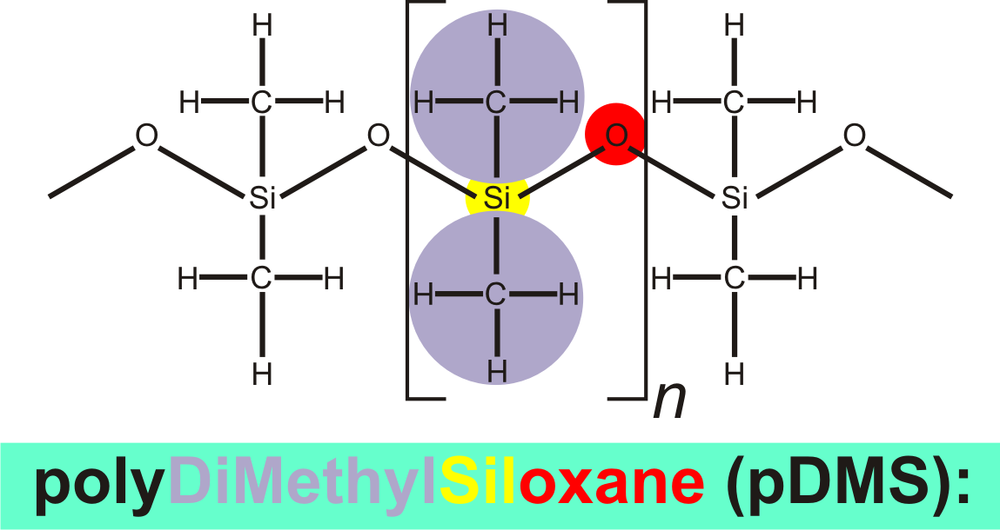 H H H
H C H H C H H C H
O O O O
Si Si Si
H C H H C H H C H
H H H
n
polyDiMethylSiloxane (pDMS):